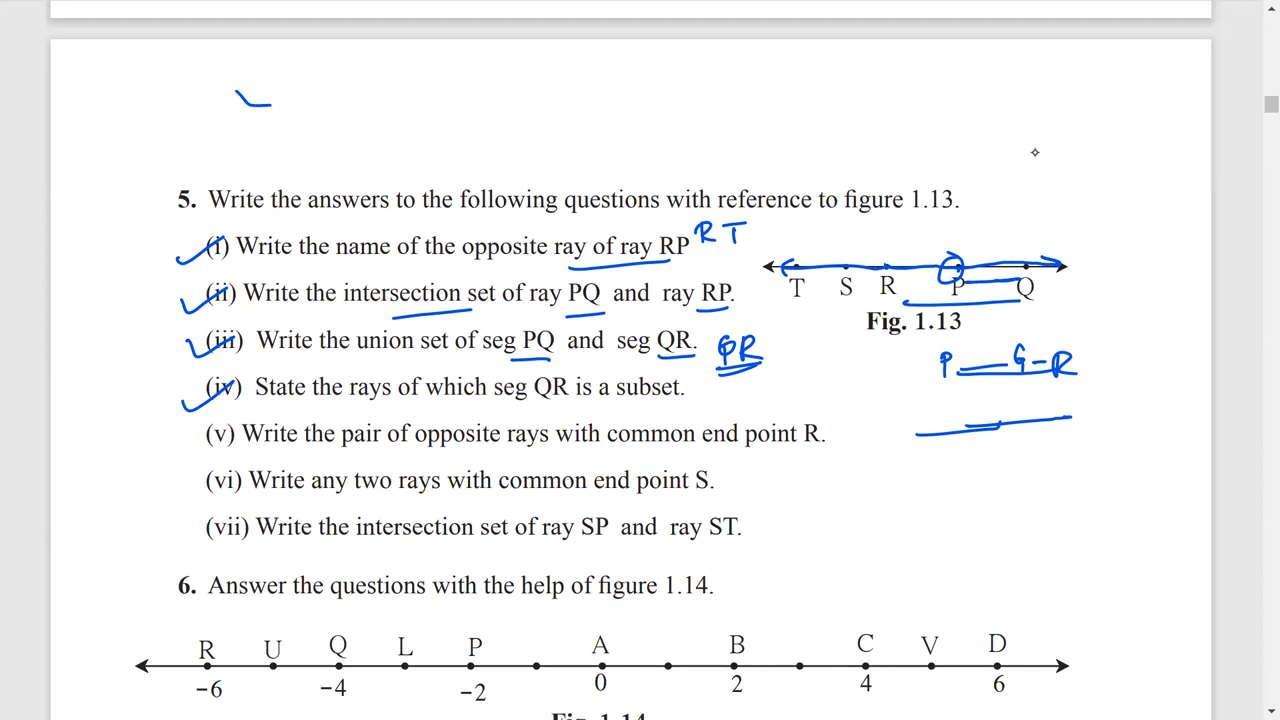 5. Write the answers to the following questions with reference to figure 1.13.
(i) Write the name of the opposite ray of ray RP RT
(ii) Write the intersection set of ray PQ and ray RP.
T S R P Q
Fig. 1.13
(iii) Write the union set of seg PQ and seg QR. QR
P Q R
(iv) State the rays of which seg QR is a subset.
(v) Write the pair of opposite rays with common end point R.
(vi) Write any two rays with common end point S.
(vii) Write the intersection set of ray SP and ray ST.
6. Answer the questions with the help of figure 1.14.
R U Q L P A B C V D
-6 -4 -2 0 2 4 6
Fig. 1.14